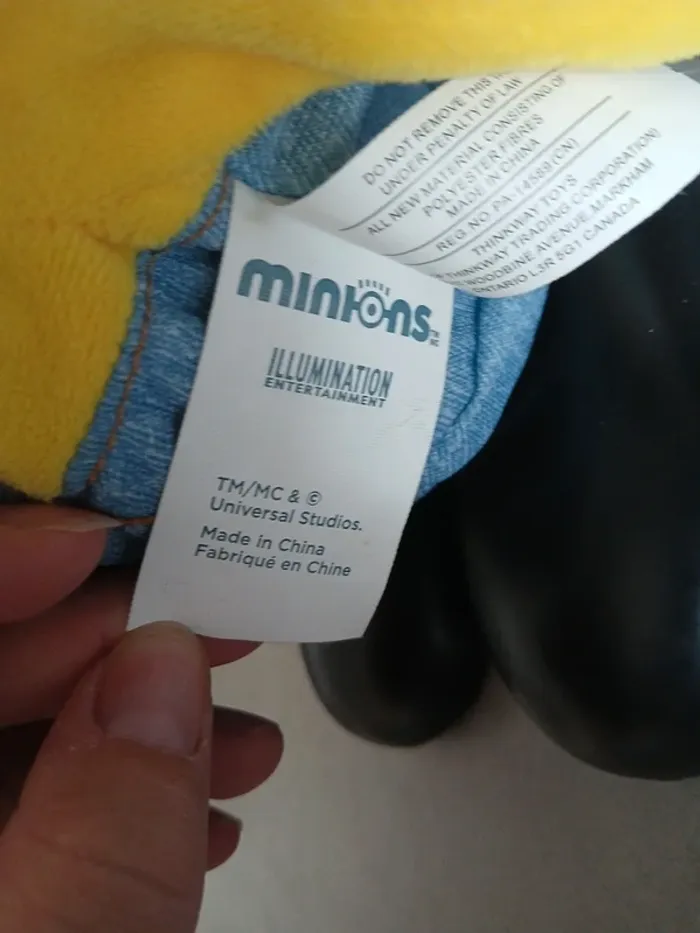 DO NOT REMOVE THIS
UNDER PENALTY OF LAW
ALL NEW MATERIAL CONSISTING OF
POLYESTER FIBRES
MADE IN CHINA
REG NO.PA-14589(CN)
THINKWAY TOYS
THINKWAY TRADING CORPORATION)
WOODBINE AVENUE,MARKHAM
ONTARIO L3R 5G1 CANADA
minions TM MC
ILLUMINATION
ENTERTAINMENT
TM/MC & ©
Universal Studios.
Made in China
Fabriqué en Chine